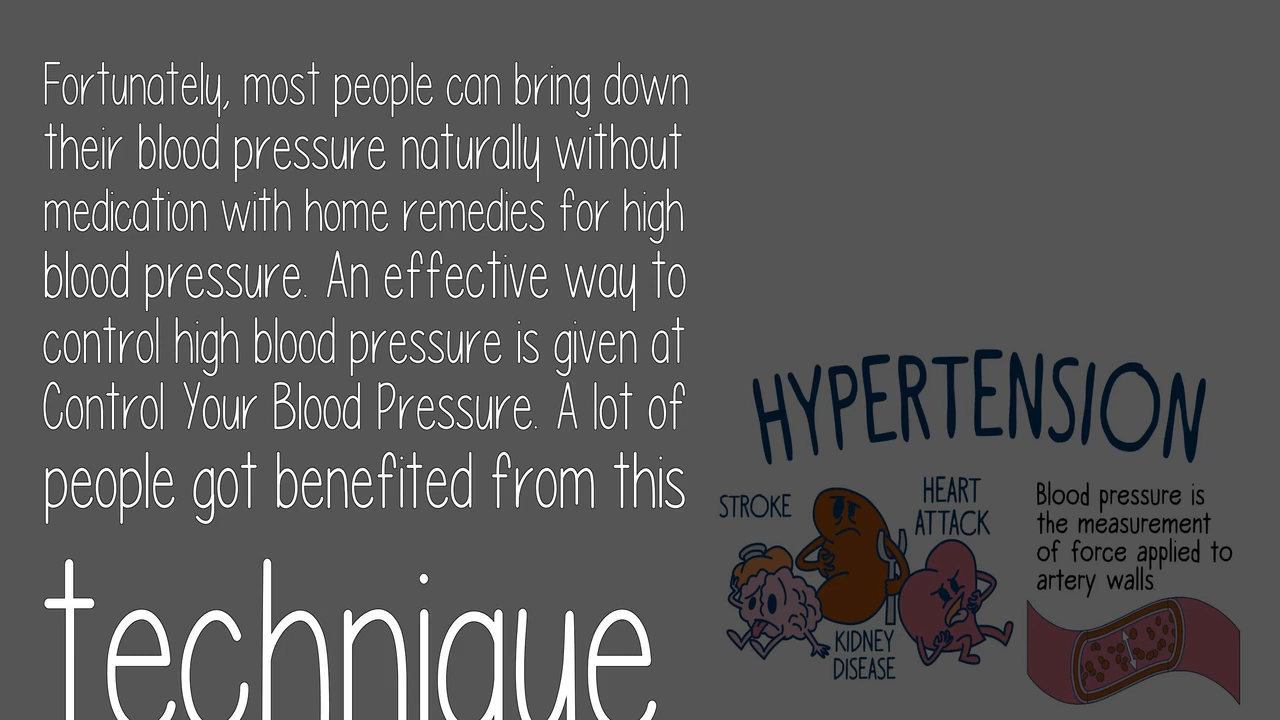 Fortunately, most people can bring down
their blood pressure naturally without
medication with home remedies for high
blood pressure. An effective way to
control high blood pressure is given at
Control Your Blood Pressure. A lot of
people got benefited from this
technique
HYPERTENSION
STROKE
HEART
ATTACK
KIDNEY
DISEASE
Blood pressure is
the measurement
of force applied to
artery walls